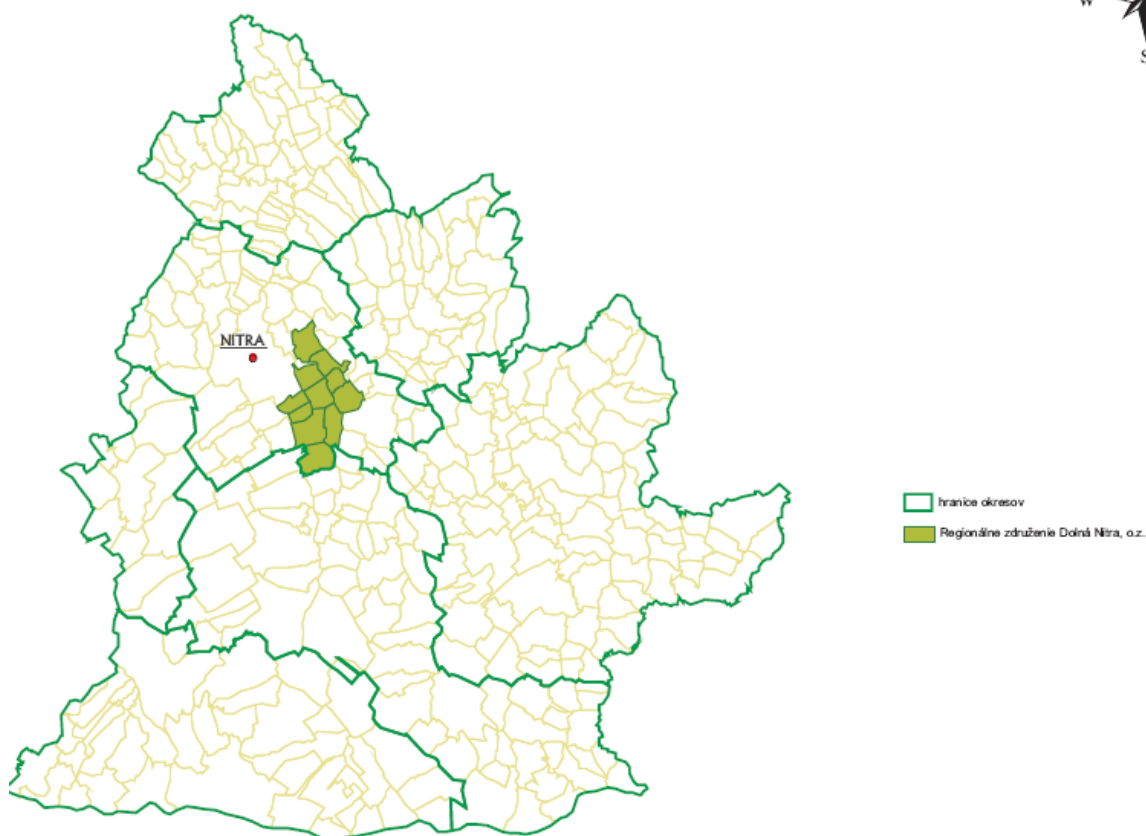 W
S
NITRA
hranice okresov
Regionálne združenie Dolná Nitra, o.z.